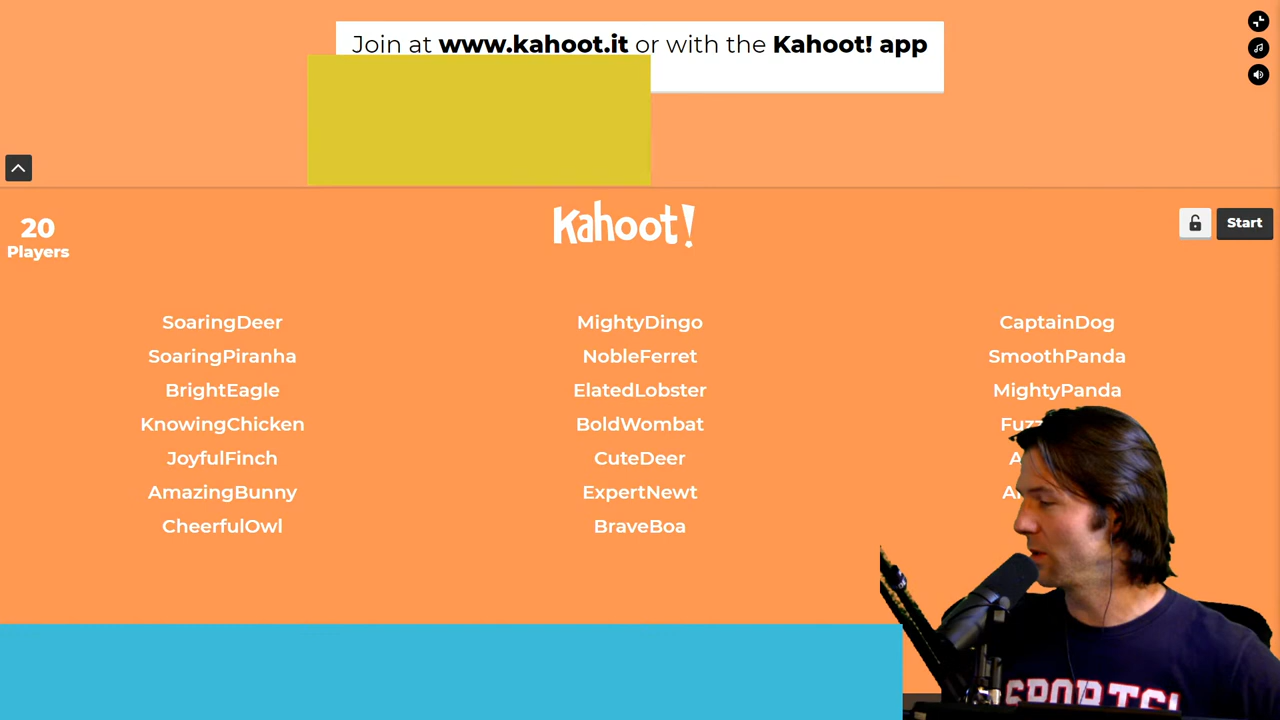 Join at www.kahoot.it or with the Kahoot! app
20
Players
Kahoot!
Start
SoaringDeer
MightyDingo
CaptainDog
SoaringPiranha
NobleFerret
SmoothPanda
BrightEagle
ElatedLobster
MightyPanda
KnowingChicken
BoldWombat
JoyfulFinch
CuteDeer
AmazingBunny
ExpertNewt
CheerfulOwl
BraveBoa
SPORTS!